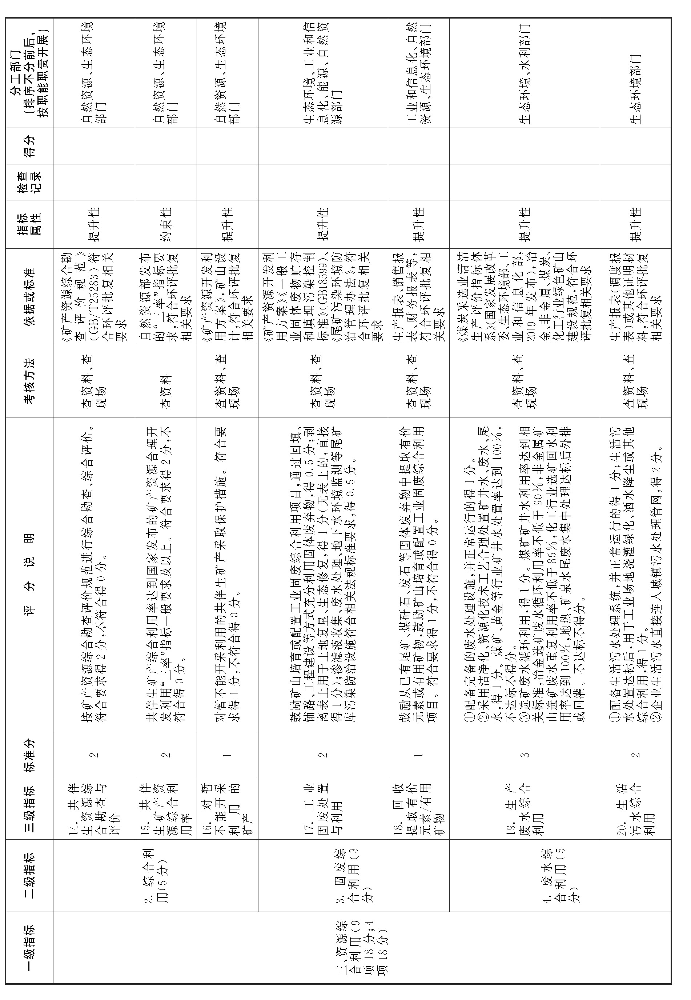 一级指标
二级指标
三级指标
标准分
评 分 说 明
考核方法
依据或标准
指标
属性
检查
记录
得分
分工部门
(排序不分前后,
按职能职责开展)
三、资源综
合利用(9
项18分;4
项18分)
2. 综合利
用(5分)
14. 共伴
生资源综
合勘查与
评价
2
按矿产资源综合勘查评价规范进行综合勘查、综合评价。
符合要求得2分,不符合得0分。
查资料、查
现场
《矿产资源综合勘
查评价规范》
(GB/T25283)符
合环评批复相关
要求
提升性
自然资源、生态环境
部门
15. 共伴
生矿产资
源综合利
用率
2
共伴生矿产综合利用率达到国家发布的矿产资源合理开
发利用“三率”指标一般要求及以上。符合要求得2分,不
符合得0分。
查资料
自然资源部发布
的“三率”指标要
求,符合环评批复
相关要求
约束性
自然资源、生态环境
部门
16. 对暂
不能开采
利用的
矿产
1
对暂不能开采利用的共伴生矿产采取保护措施。符合要
求得1分,不符合得0分。
查资料、查
现场
《矿产资源开发利
用方案》,矿山设
计,符合环评批复
相关要求
提升性
自然资源、生态环境
部门
3. 固废综
合利用(3
分)
17. 工业
固废处置
与利用
2
鼓励矿山培育或配置工业固废综合利用项目,通过回填、
铺路、工程建设等方式充分利用固体废弃物,得0.5分;剥
离表土用于土地复垦、生态修复,得1分(无表土的,直接
得1分);渗滤液收集、废水处理、地下水环境监测等尾矿
库污染防治设施符合相关法规标准要求,得0.5分。
查资料、查
现场
《矿产资源开发利
用方案》《一般工
业固体废物贮存
和填埋污染控制
标准》(GB18599)、
《尾矿污染环境防
治管理办法》,符
合环评批复相关
要求
提升性
生态环境、工业和信
息化、能源、自然资
源部门
18. 回收
提取有价
元素/有用
矿物
1
鼓励从已有尾矿、煤矸石、废石等固体废弃物中提取有价
元素或有用矿物,鼓励矿山培育或配置工业固废综合利用
项目。符合要求得1分,不符合得0分。
查资料、查
现场
生产报表、销售报
表、财务报表等,
符合环评批复相
关要求
提升性
工业和信息化、自然
资源、生态环境部门
4. 废水综
合利用(5
分)
19. 生产
废水综合
利用
3
①配备完备的废水处理设施,并正常运行的得1分。
②采用洁净化、资源化技术工艺合理处置矿井水、废水、尾
水,得1分。煤矿、黄金等行业矿井水处置率达到100%,
不达标不得分。
③选矿废水循环利用,得1分。煤矿矿井水利用率达到相
关标准,冶金选矿废水循环利用率不低于90%,非金属矿
山选矿废水重复利用率不低于85%,化工行业选矿回水利
用率达到100%,地热、矿泉水尾废水集中处理达标后外排
或回灌。不达标不得分。
查资料、查
现场
《煤炭采选业清洁
生产评价指标体
系》(国家发展改革
委、生态环境部、工
业和信息化部,
2019年发布),冶
金、非金属、煤炭、
化工行业绿色矿山
建设规范,符合环
评批复相关要求
提升性
生态环境、水利部门
20. 生活
污水综合
利用
2
①配备生活污水处理系统,并正常运行的得1分;生活污
水处置达标后,用于工业场地浇灌绿化、洒水降尘或其他
综合利用,得1分。
②企业生活污水直接连入城镇污水处理管网,得2分。
查资料、查
现场
生产报表(调度报
表)或其他证明材
料,符合环评批复
相关要求
提升性
生态环境部门